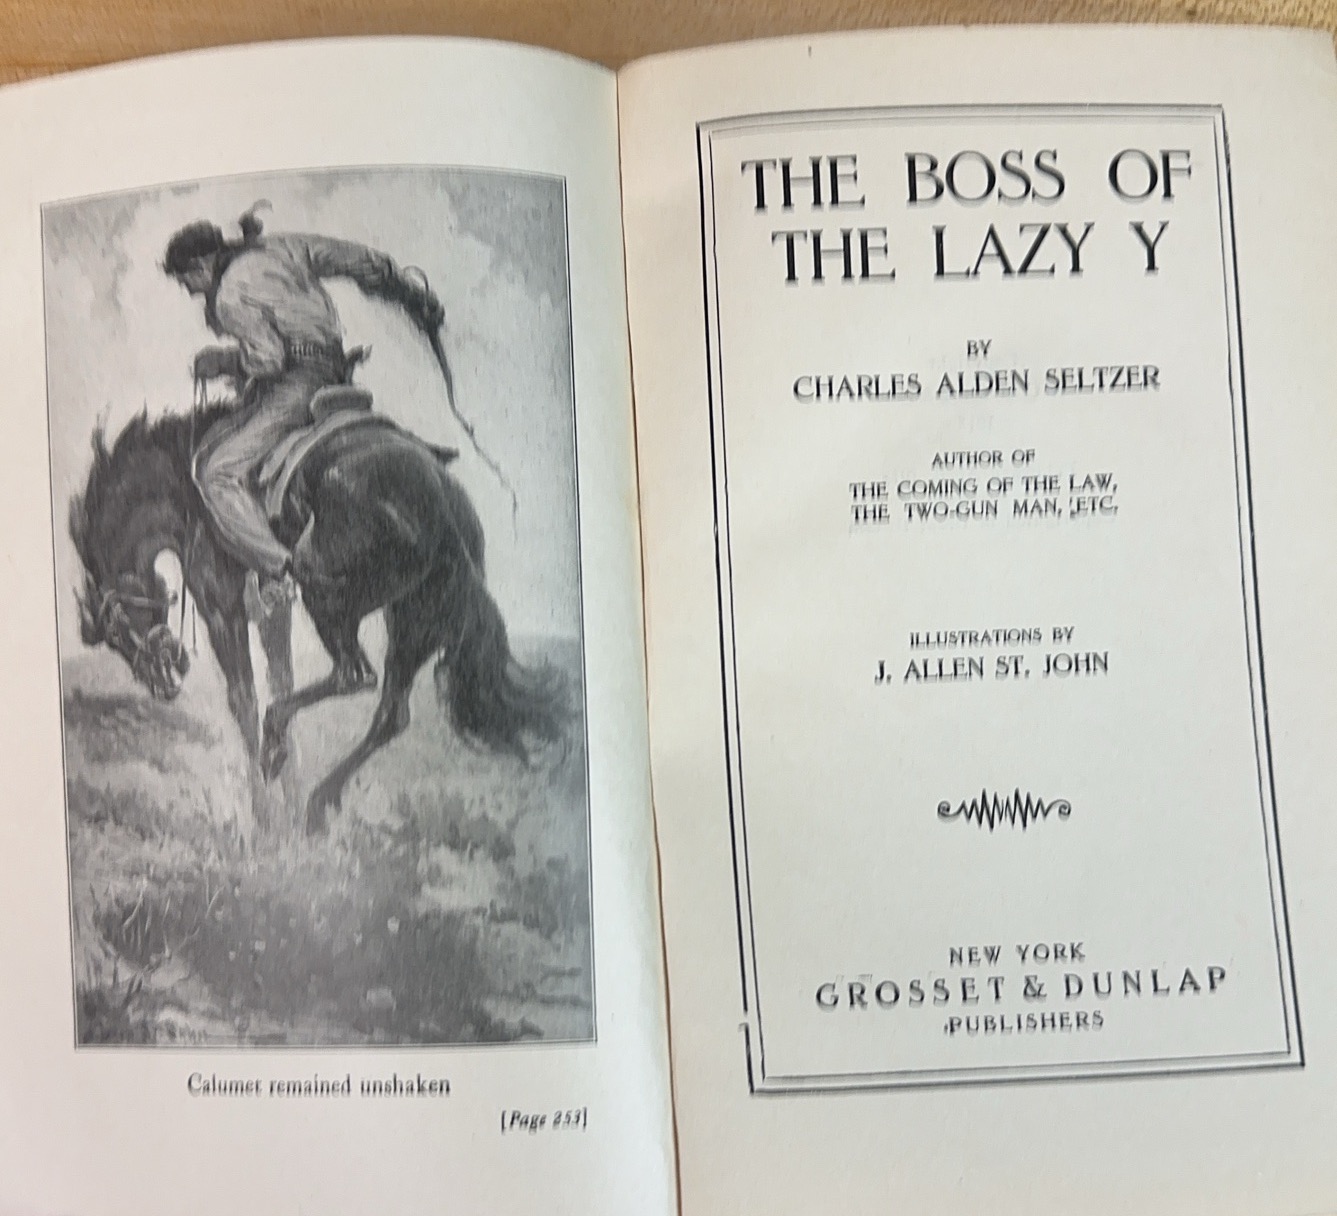 Calumet remained unshaken
[Page 253]
THE BOSS OF
THE LAZY Y
BY
CHARLES ALDEN SELTZER
AUTHOR OF
THE COMING OF THE LAW,
THE TWO-GUN MAN, ETC.
ILLUSTRATIONS BY
J. ALLEN ST. JOHN
NEW YORK
GROSSET & DUNLAP
PUBLISHERS